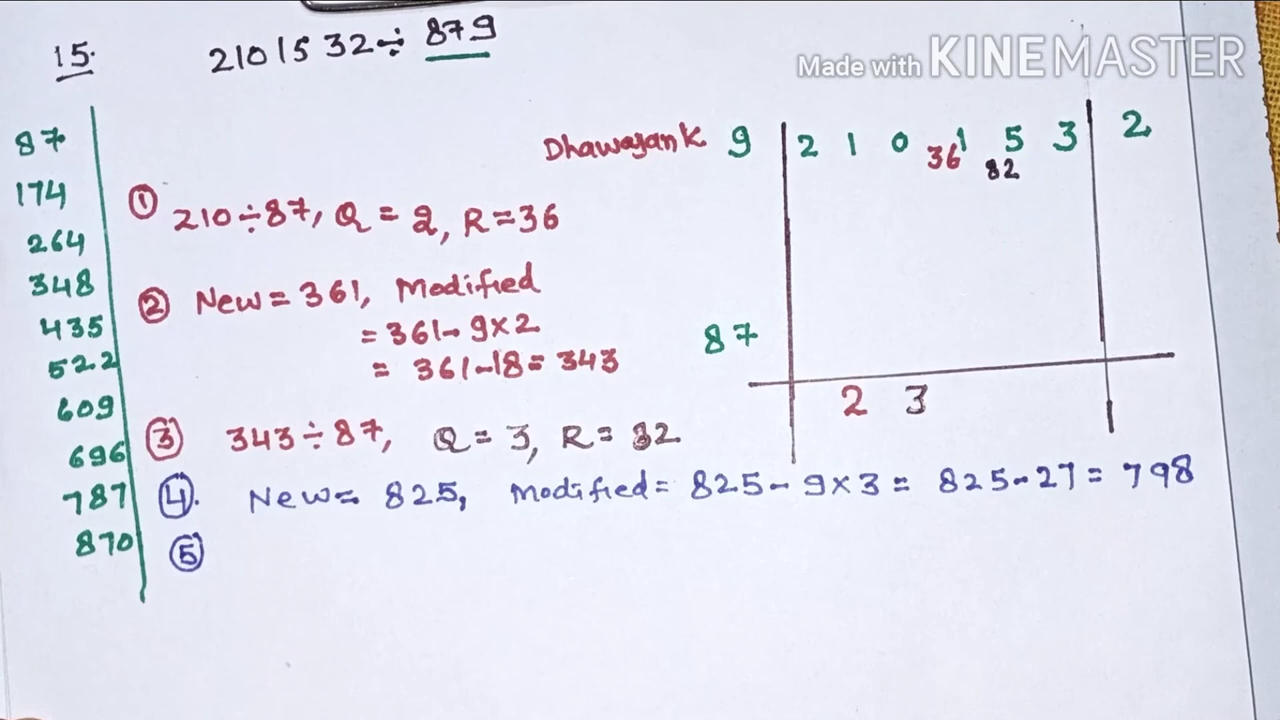 15. 2101532÷879
Made with KINEMASTER
87
174
264
348
435
522
609
696
787
870
Dhawajank 9 2 1 0 36 1 82 5 3 2
87
2 3
① 210÷87, Q = 2, R=36
② New = 361, Modified
= 361-9×2
= 361-18= 343
③ 343÷87, Q = 3, R= 82
④. New= 825, Modified= 825-9×3= 825-27= 798
⑤